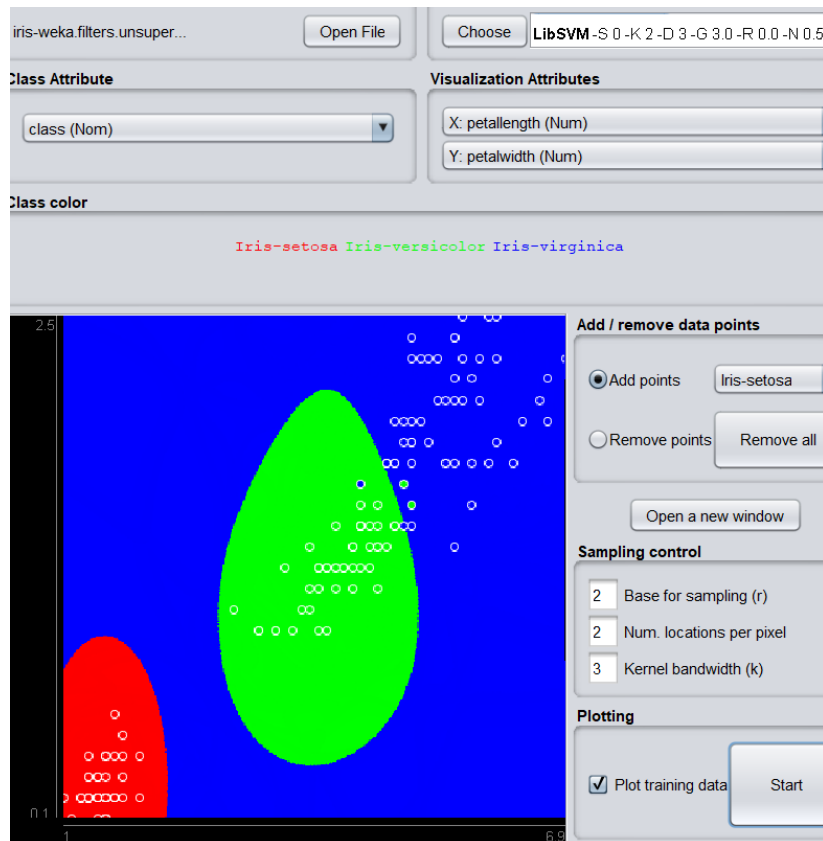 iris-weka.filters.unsuper...
Open File
Choose
LibSVM -S 0 -K 2 -D 3 -G 3.0 -R 0.0 -N 0.5
Class Attribute
Visualization Attributes
class (Nom)
X: petallength (Num)
Y: petalwidth (Num)
Class color
Iris-setosa Iris-versicolor Iris-virginica
2.5
0.1
1
6.9
Add / remove data points
Add points
Iris-setosa
Remove points
Remove all
Open a new window
Sampling control
2 Base for sampling (r)
2 Num. locations per pixel
3 Kernel bandwidth (k)
Plotting
Plot training data
Start